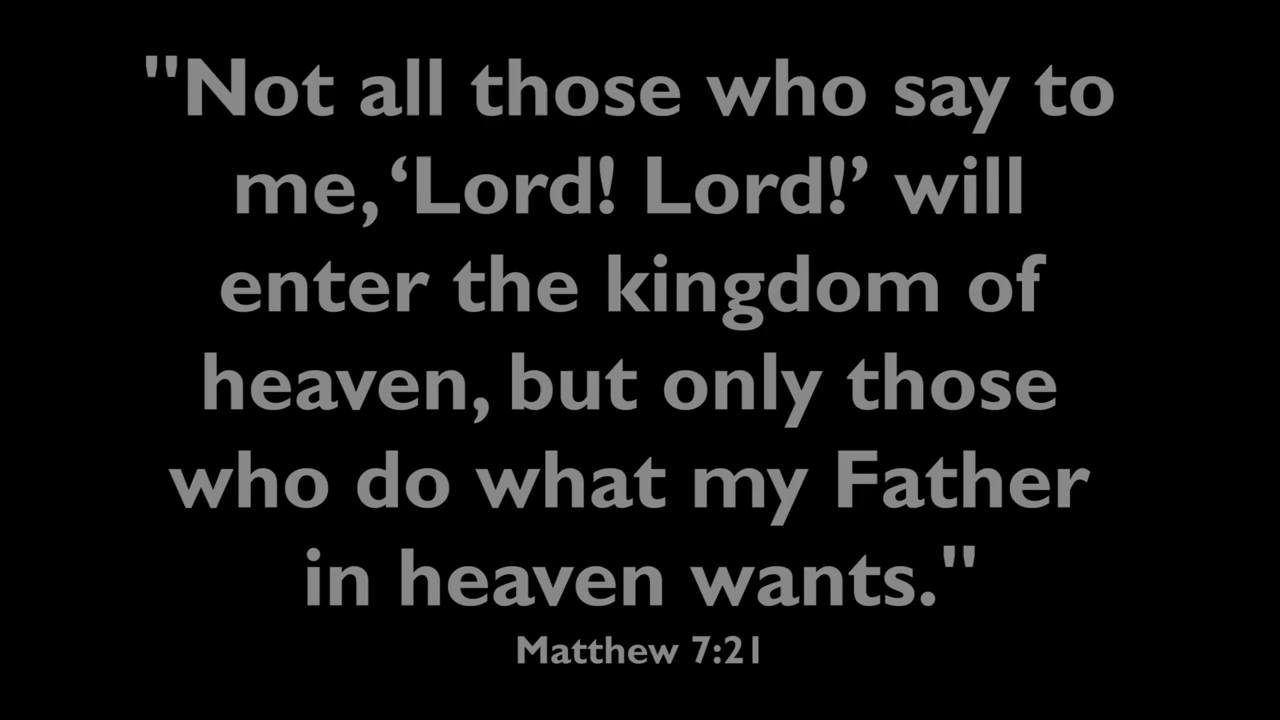 "Not all those who say to
me, ‘Lord! Lord!’ will
enter the kingdom of
heaven, but only those
who do what my Father
in heaven wants."
Matthew 7:21